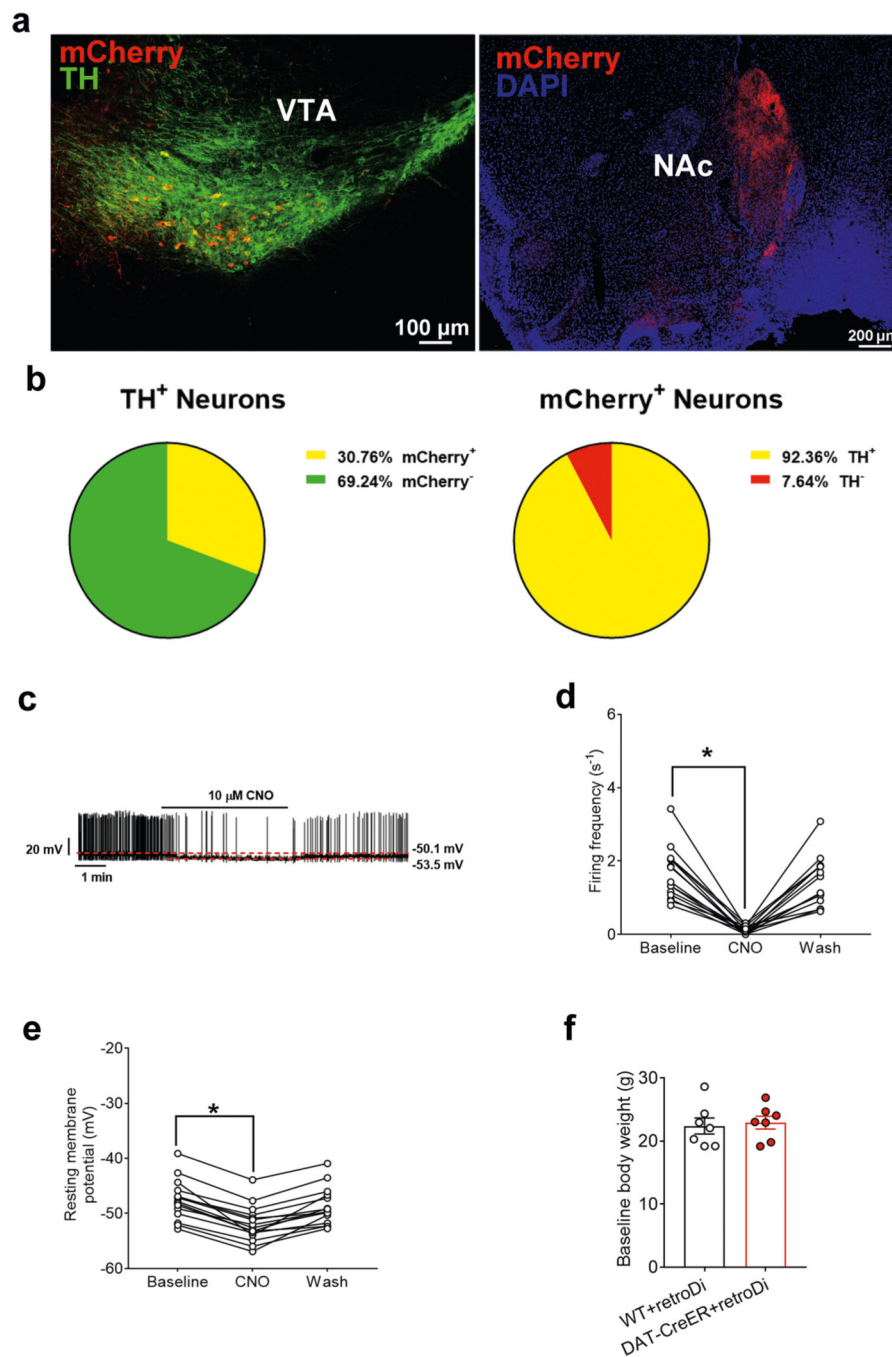 a
mCherry
TH
VTA
100 μm
mCherry
DAPI
NAc
200 μm
b
TH⁺ Neurons
30.76% mCherry⁺
69.24% mCherry⁻
mCherry⁺ Neurons
92.36% TH⁺
7.64% TH⁻
c
10 μM CNO
20 mV
1 min
-50.1 mV
-53.5 mV
d
Firing frequency (s⁻¹)
6
4
2
0
*
Baseline CNO Wash
e
Resting membrane
potential (mV)
-20
-30
-40
-50
-60
*
Baseline CNO Wash
f
Baseline body weight (g)
30
20
10
0
WT+retroDi
DAT-CreER+retroDi